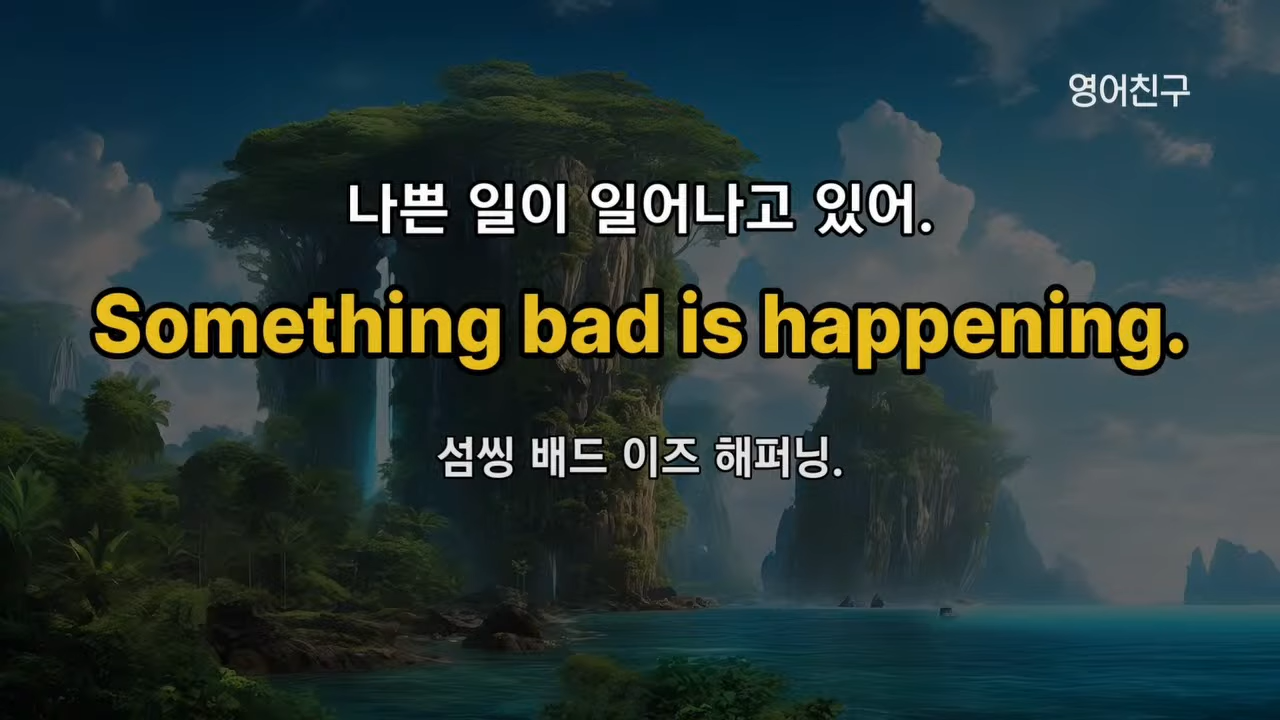 영어친구
나쁜 일이 일어나고 있어.
Something bad is happening.
섬씽 배드 이즈 해퍼닝.